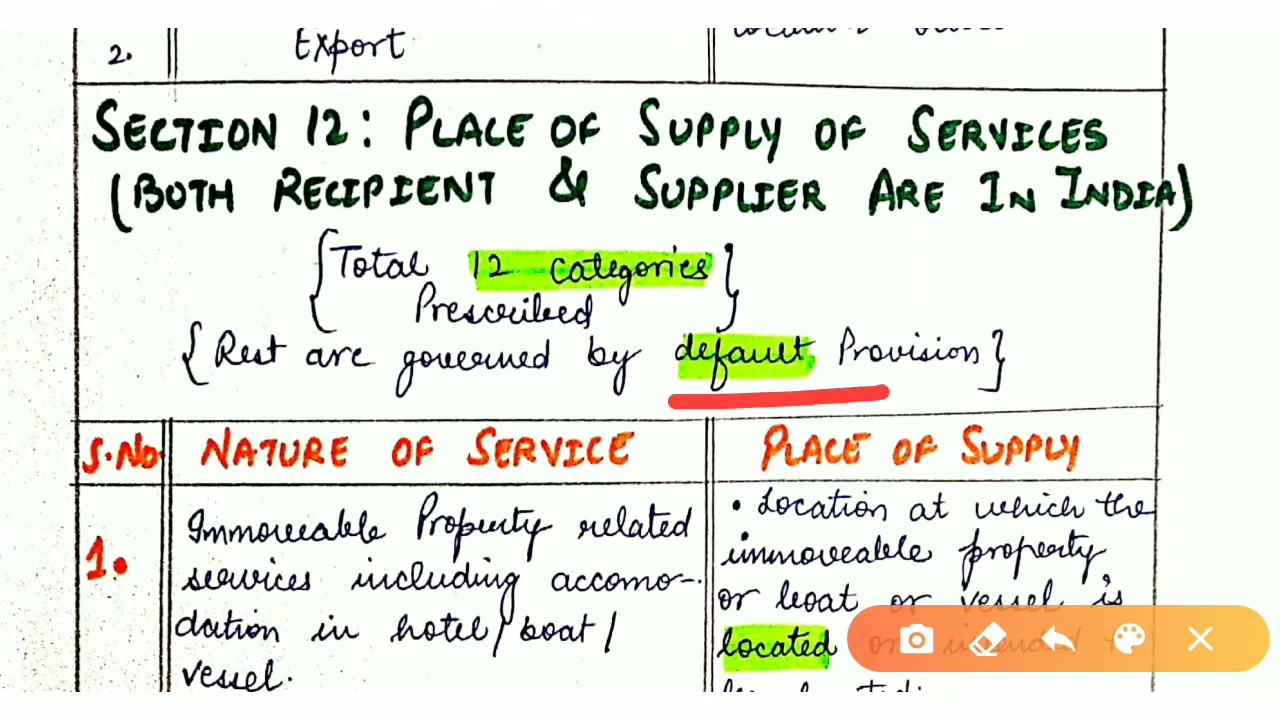 2.
Export
SECTION 12: PLACE OF SUPPLY OF SERVICES
(BOTH RECIPIENT & SUPPLIER ARE IN INDIA)
{Total 12 categories}
Prescribed
{Rest are governed by default Provision}
S.No. NATURE OF SERVICE PLACE OF SUPPLY
1.
Immoveable Property related
services including accomo-
dation in hotel/boat/
vessel.
• Location at which the
immoveable property
or boat or vessel is
located